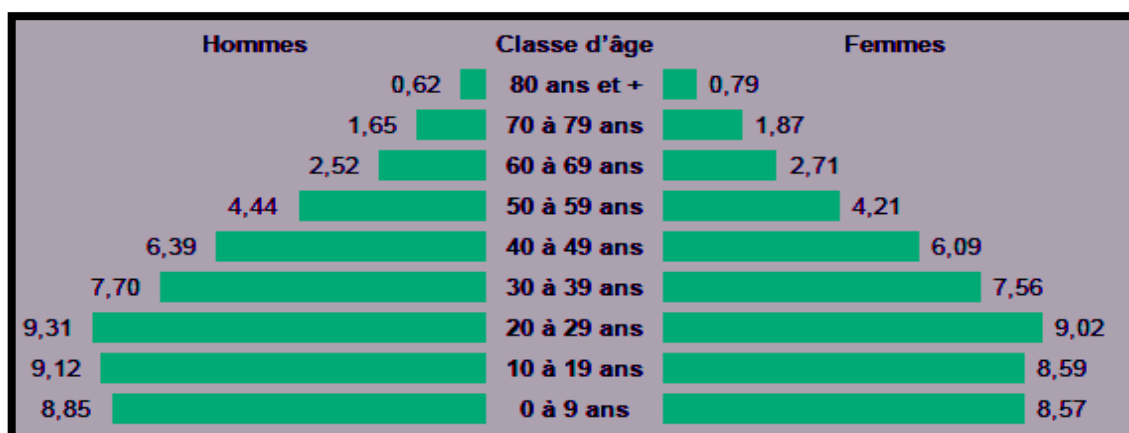 Hommes Classe d'âge Femmes
0,62 80 ans et + 0,79
1,65 70 à 79 ans 1,87
2,52 60 à 69 ans 2,71
4,44 50 à 59 ans 4,21
6,39 40 à 49 ans 6,09
7,70 30 à 39 ans 7,56
9,31 20 à 29 ans 9,02
9,12 10 à 19 ans 8,59
8,85 0 à 9 ans 8,57